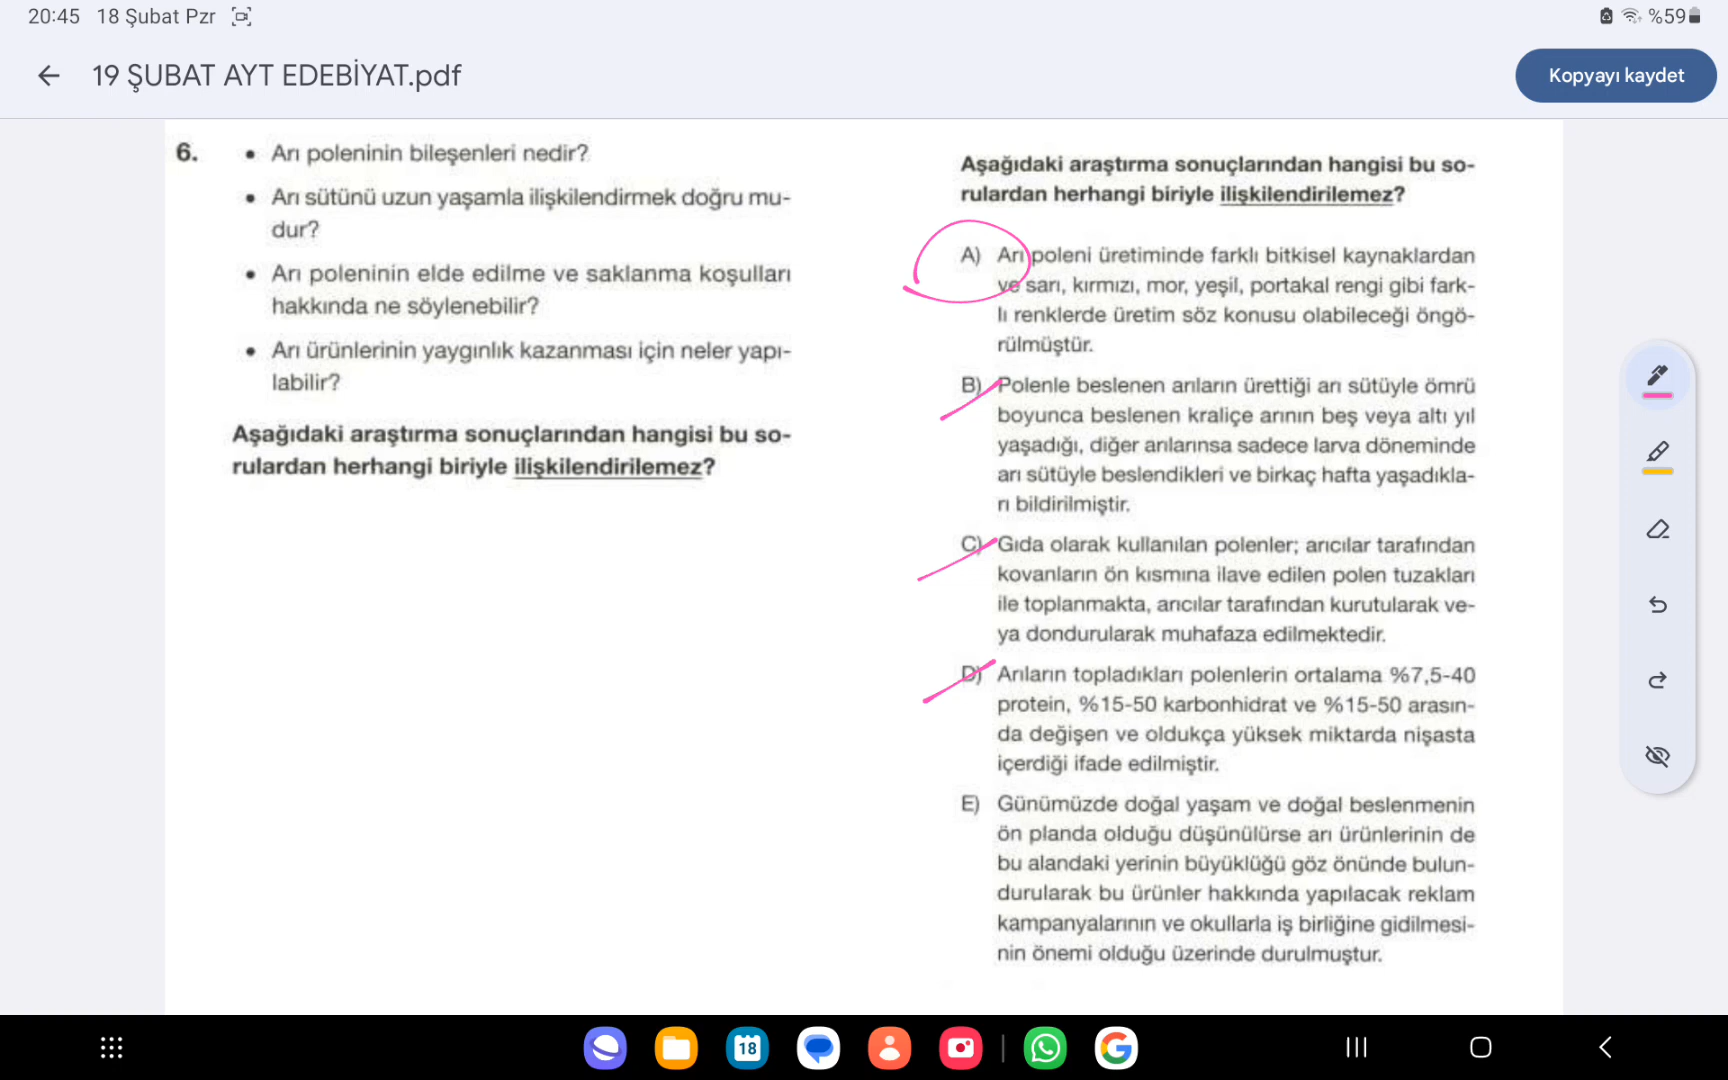 20:45 18 Şubat Pzr
%59
19 ŞUBAT AYT EDEBİYAT.pdf
Kopyayı kaydet
6.
• Arı poleninin bileşenleri nedir?
• Arı sütünü uzun yaşamla ilişkilendirmek doğru mu-
dur?
• Arı poleninin elde edilme ve saklanma koşulları
hakkında ne söylenebilir?
• Arı ürünlerinin yaygınlık kazanması için neler yapı-
labilir?
Aşağıdaki araştırma sonuçlarından hangisi bu so-
rulardan herhangi biriyle ilişkilendirilemez?
Aşağıdaki araştırma sonuçlarından hangisi bu so-
rulardan herhangi biriyle ilişkilendirilemez?
A) Arı poleni üretiminde farklı bitkisel kaynaklardan
ve sarı, kırmızı, mor, yeşil, portakal rengi gibi fark-
lı renklerde üretim söz konusu olabileceği öngö-
rülmüştür.
B) Polenle beslenen arıların ürettiği arı sütüyle ömrü
boyunca beslenen kraliçe arının beş veya altı yıl
yaşadığı, diğer arılarınsa sadece larva döneminde
arı sütüyle beslendikleri ve birkaç hafta yaşadıkla-
rı bildirilmiştir.
C) Gıda olarak kullanılan polenler; arıcılar tarafından
kovanların ön kısmına ilave edilen polen tuzakları
ile toplanmakta, arıcılar tarafından kurutularak ve-
ya dondurularak muhafaza edilmektedir.
D) Arıların topladıkları polenlerin ortalama %7,5-40
protein, %15-50 karbonhidrat ve %15-50 arasın-
da değişen ve oldukça yüksek miktarda nişasta
içerdiği ifade edilmiştir.
E) Günümüzde doğal yaşam ve doğal beslenmenin
ön planda olduğu düşünülürse arı ürünlerinin de
bu alandaki yerinin büyüklüğü göz önünde bulun-
durularak bu ürünler hakkında yapılacak reklam
kampanyalarının ve okullarla iş birliğine gidilmesi-
nin önemi olduğu üzerinde durulmuştur.
18